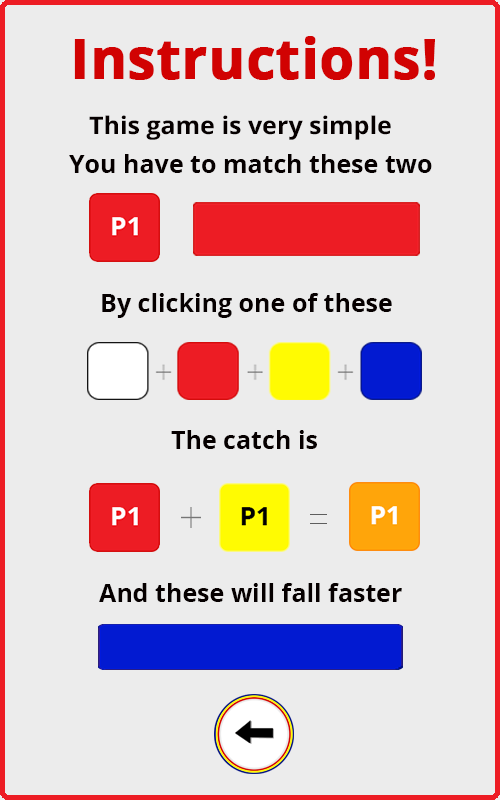 Instructions!
This game is very simple
You have to match these two
P1
By clicking one of these
+ + +
The catch is
P1 + P1 = P1
And these will fall faster